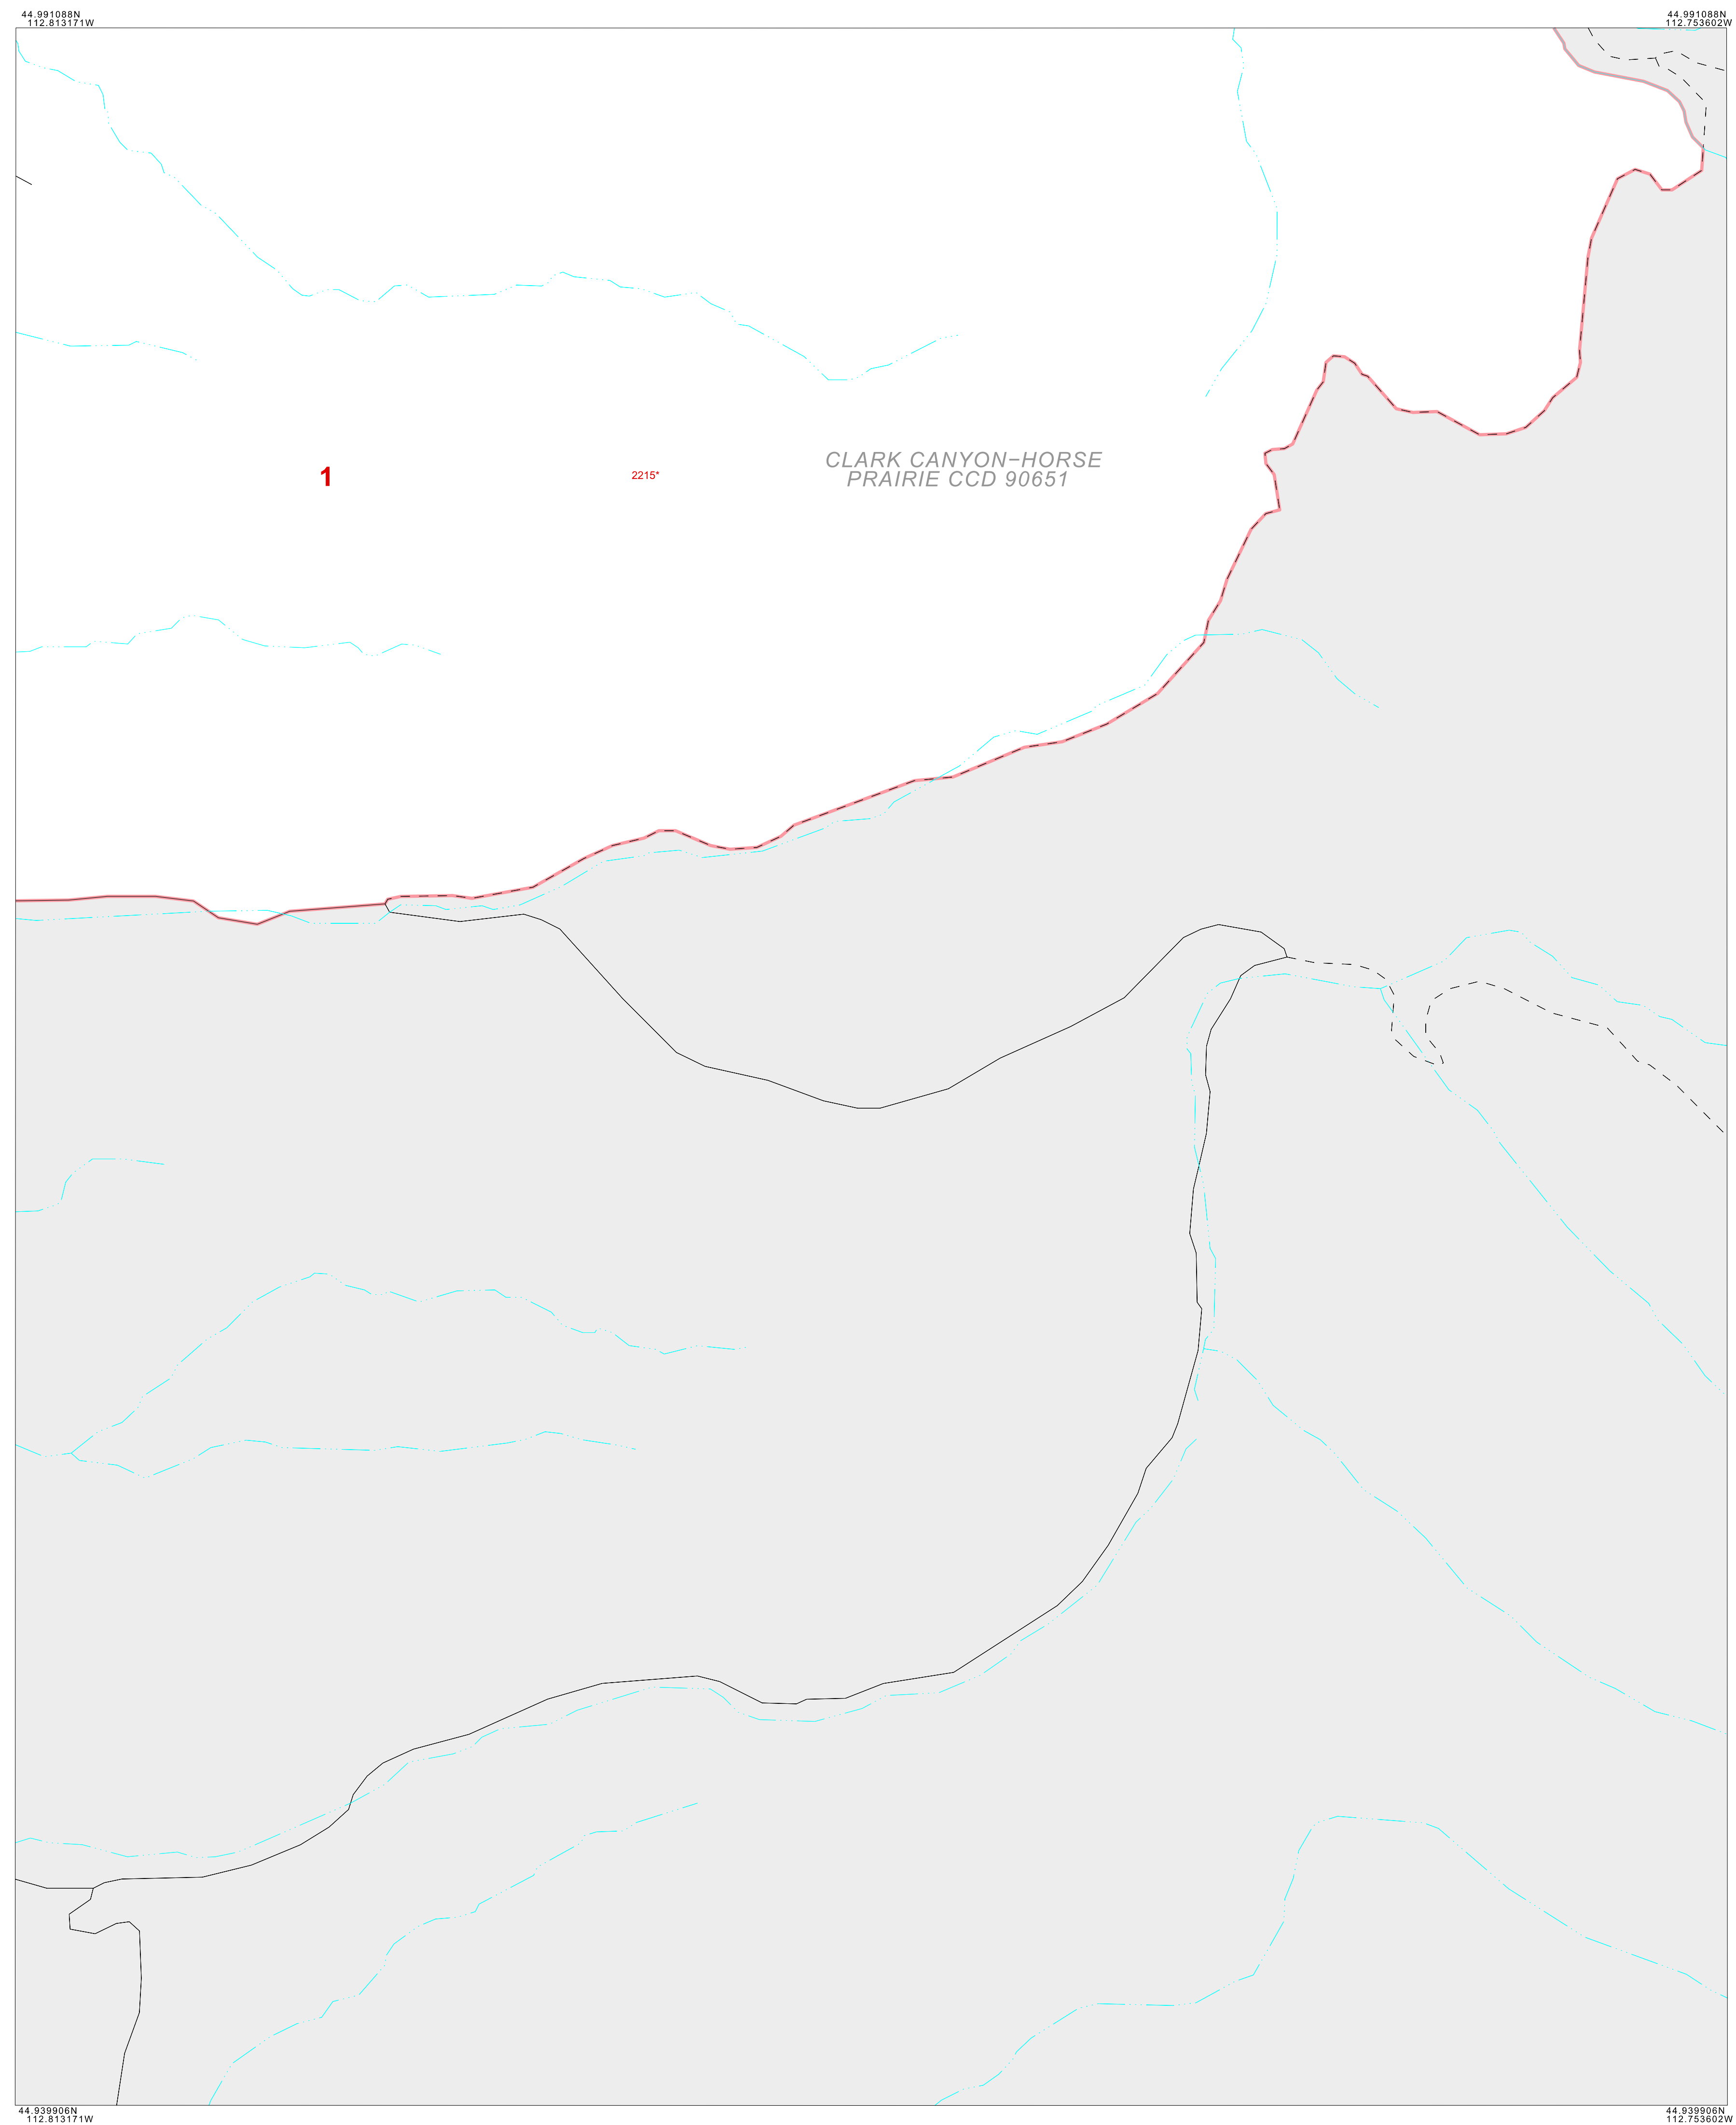 44.991088N
112.813171W
44.991088N
112.753602W
CLARK CANYON-HORSE
PRAIRIE CCD 90651
1
2215*
44.939906N
112.813171W
44.939906N
112.753602W